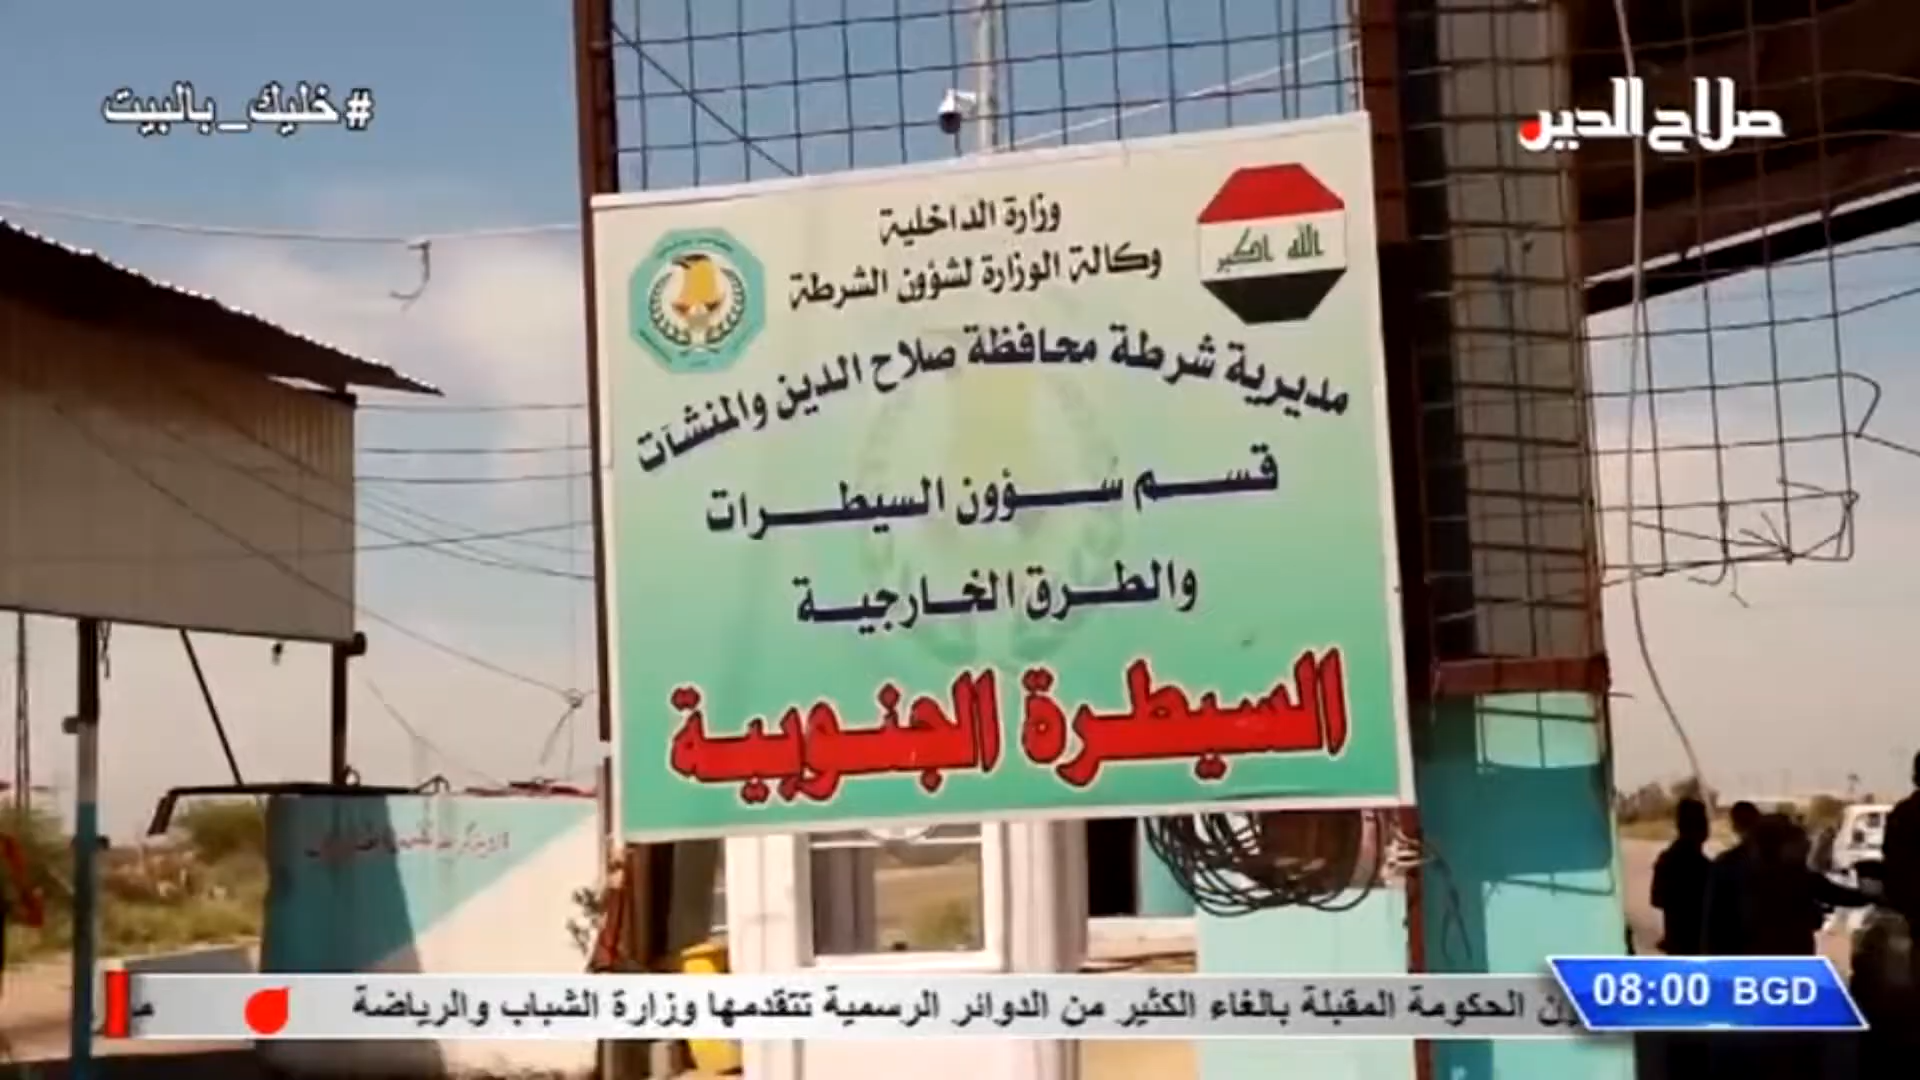 #خليك_بالبيت
صلاح الدين
وزارة الداخلية
وكالة الوزارة لشؤون الشرطة
الله اكبر
مديرية شرطة محافظة صلاح الدين والمنشآت
قسم سؤون السيطرات
والطرق الخارجية
السيطرة الجنوبية
الحكومة المقبلة بالغاء الكثير من الدوائر الرسمية تتقدمها وزارة الشباب والرياضة
08:00 BGD